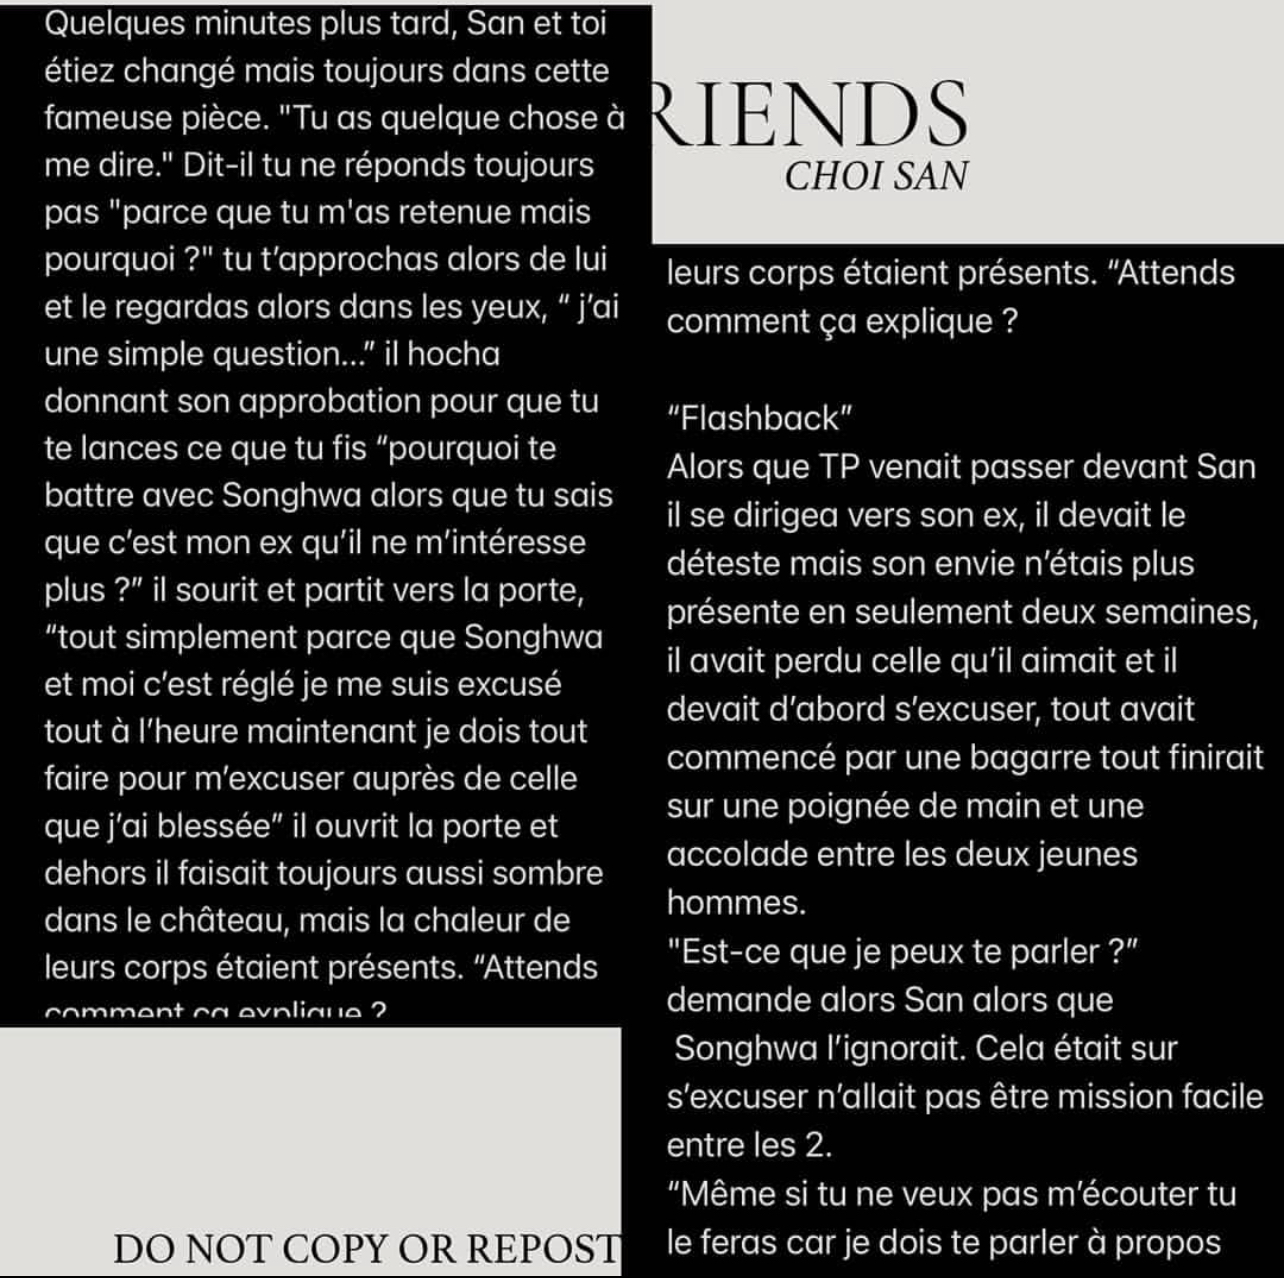 Quelques minutes plus tard, San et toi
étiez changé mais toujours dans cette
fameuse pièce. "Tu as quelque chose à
me dire." Dit-il tu ne réponds toujours
pas "parce que tu m'as retenue mais
pourquoi ?" tu t’approchas alors de lui
et le regardas alors dans les yeux, “ j’ai
une simple question...” il hocha
donnant son approbation pour que tu
te lances ce que tu fis “pourquoi te
battre avec Songhwa alors que tu sais
que c’est mon ex qu’il ne m’intéresse
plus ?” il sourit et partit vers la porte,
“tout simplement parce que Songhwa
et moi c’est réglé je me suis excusé
tout à l’heure maintenant je dois tout
faire pour m’excuser auprès de celle
que j’ai blessée” il ouvrit la porte et
dehors il faisait toujours aussi sombre
dans le château, mais la chaleur de
leurs corps étaient présents. “Attends
comment ça explique ?
DO NOT COPY OR REPOST
RIENDS
CHOI SAN
leurs corps étaient présents. “Attends
comment ça explique ?
“Flashback”
Alors que TP venait passer devant San
il se dirigea vers son ex, il devait le
déteste mais son envie n’étais plus
présente en seulement deux semaines,
il avait perdu celle qu’il aimait et il
devait d’abord s’excuser, tout avait
commencé par une bagarre tout finirait
sur une poignée de main et une
accolade entre les deux jeunes
hommes.
"Est-ce que je peux te parler ?”
demande alors San alors que
Songhwa l’ignorait. Cela était sur
s’excuser n’allait pas être mission facile
entre les 2.
“Même si tu ne veux pas m’écouter tu
le feras car je dois te parler à propos